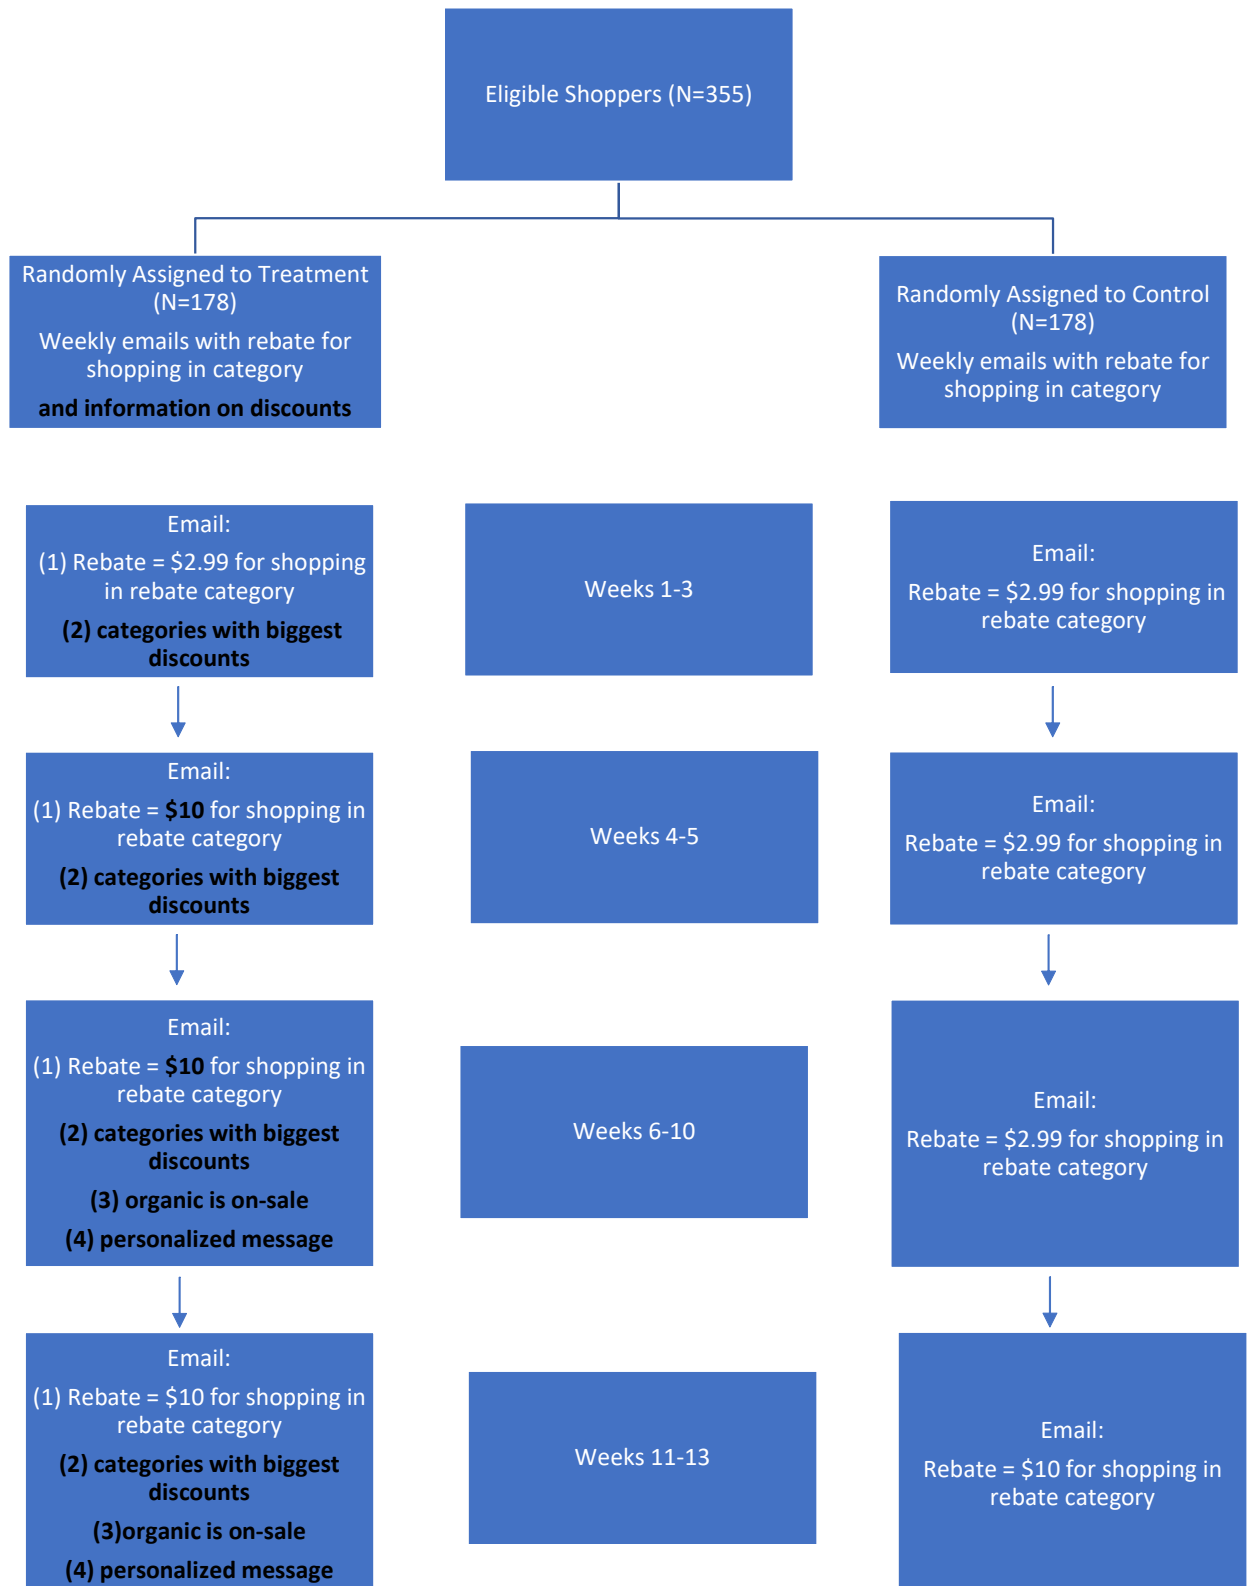 Eligible Shoppers (N=355)
Randomly Assigned to Treatment
(N=178)
Weekly emails with rebate for
shopping in category
and information on discounts
Randomly Assigned to Control
(N=178)
Weekly emails with rebate for
shopping in category
Email:
(1) Rebate = $2.99 for shopping
in rebate category
(2) categories with biggest
discounts
Weeks 1-3
Email:
Rebate = $2.99 for shopping in
rebate category
Email:
(1) Rebate = $10 for shopping in
rebate category
(2) categories with biggest
discounts
Weeks 4-5
Email:
Rebate = $2.99 for shopping in
rebate category
Email:
(1) Rebate = $10 for shopping in
rebate category
(2) categories with biggest
discounts
(3) organic is on-sale
(4) personalized message
Weeks 6-10
Email:
Rebate = $2.99 for shopping in
rebate category
Email:
(1) Rebate = $10 for shopping in
rebate category
(2) categories with biggest
discounts
(3)organic is on-sale
(4) personalized message
Weeks 11-13
Email:
Rebate = $10 for shopping in
rebate category